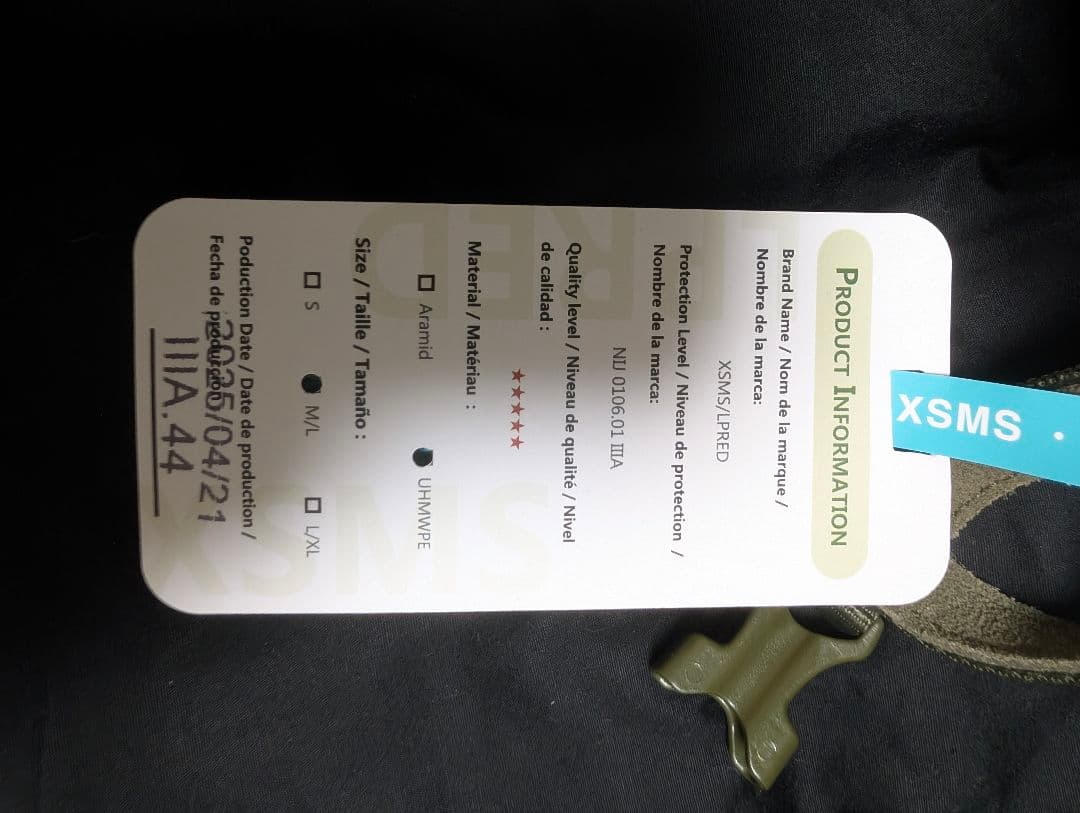 PRODUCT INFORMATION
Brand Name / Nom de la marque /
Nombre de la marca:
XSMS/LPRED
Protection Level / Niveau de protection /
Nombre de la marca:
NIJ 0106.01 IIIA
Quality level / Niveau de qualité / Nivel
de calidad :
★★★★★
Material / Matériau :
Aramid UHMWPE
Size / Taille / Tamaño :
S M/L L/XL
Poduction Date / Date de production /
Fecha de producción:
2025/04/21
IIIA.44
XSMS
XSMS